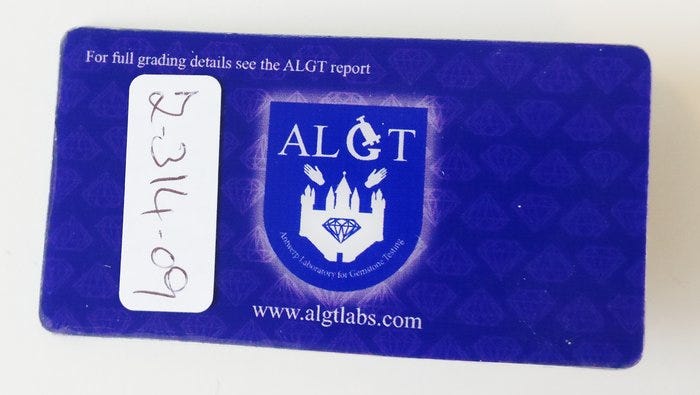 For full grading details see the ALGT report
2-314-09
ALGT
Antwerp Laboratory for Gemstone Testing
www.algtlabs.com